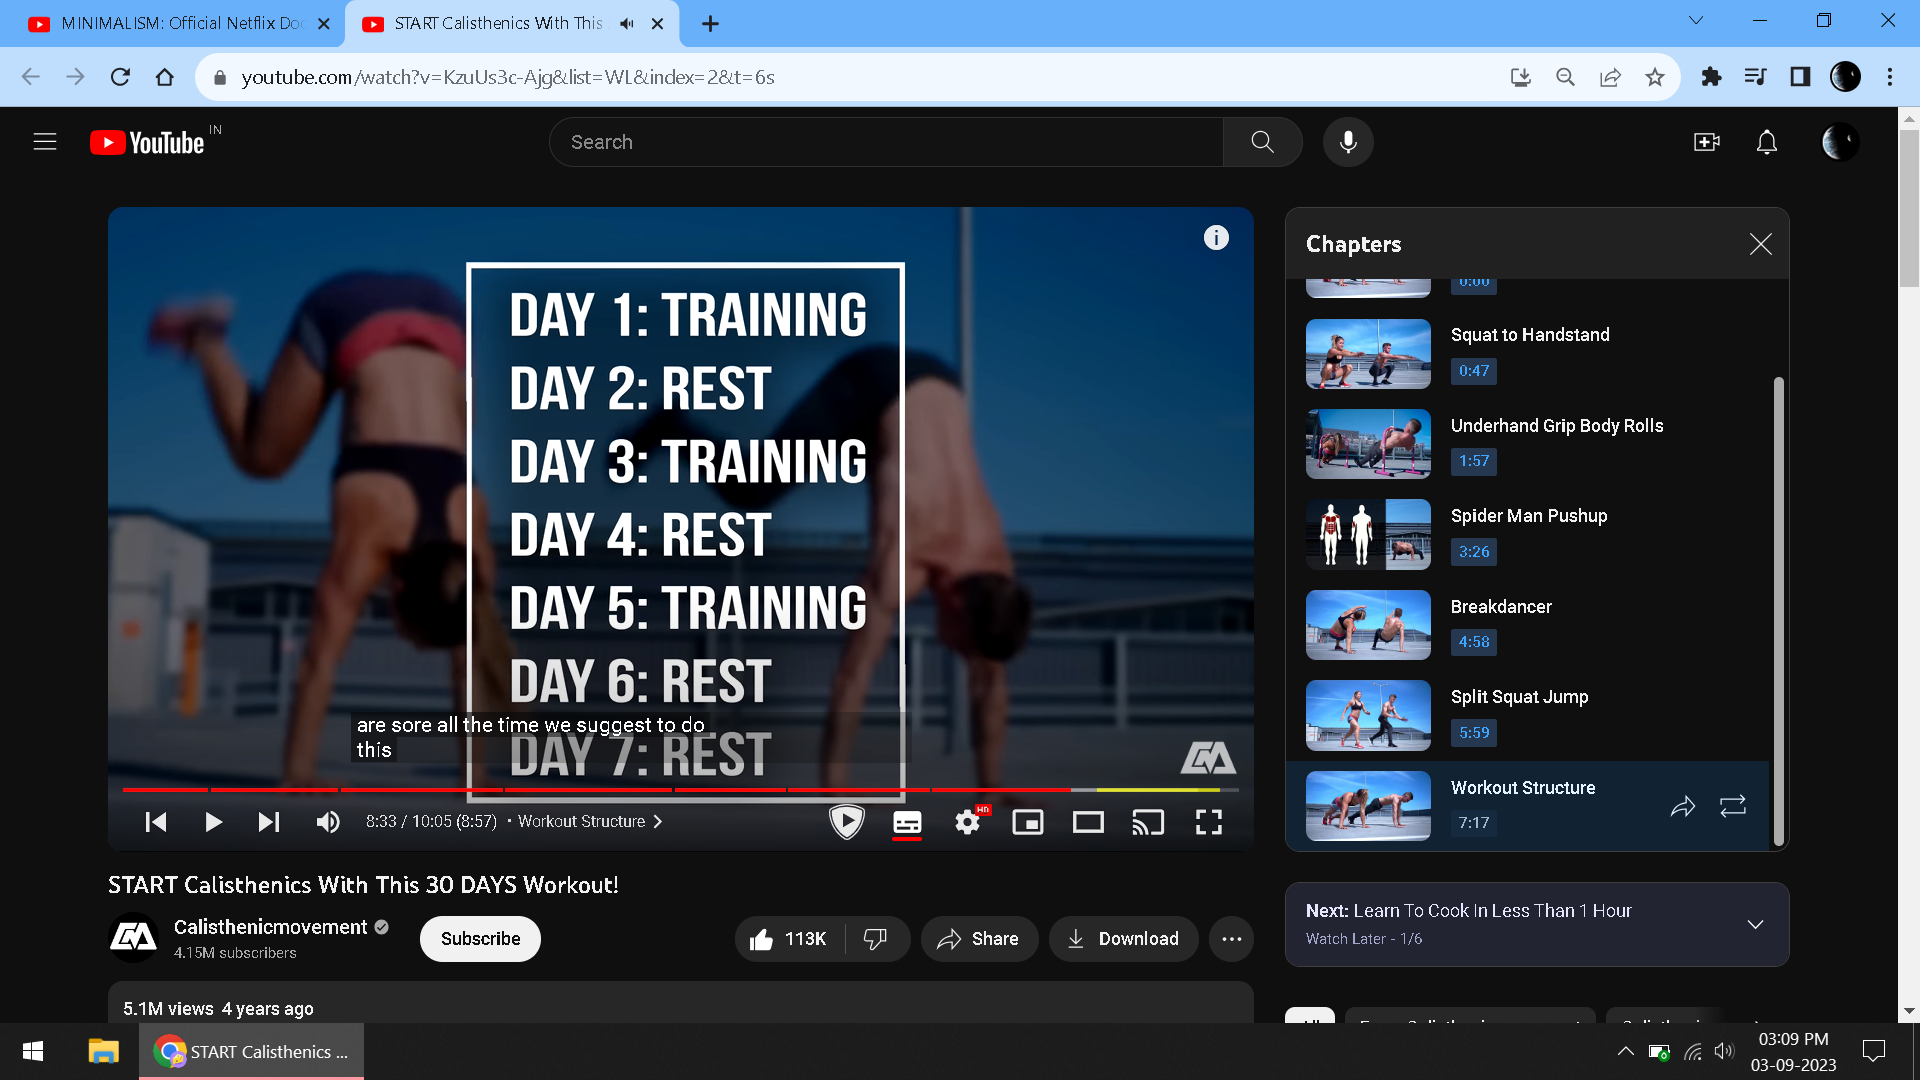 MINIMALISM: Official Netflix Doc
START Calisthenics With This
youtube.com/watch?v=KzuUs3c-Ajg&list=WL&index=2&t=6s
YouTube IN
Search
DAY 1: TRAINING
DAY 2: REST
DAY 3: TRAINING
DAY 4: REST
DAY 5: TRAINING
DAY 6: REST
DAY 7: REST
are sore all the time we suggest to do
this
8:33 / 10:05 (8:57) • Workout Structure
HD
Chapters
0:00
Squat to Handstand
0:47
Underhand Grip Body Rolls
1:57
Spider Man Pushup
3:26
Breakdancer
4:58
Split Squat Jump
5:59
Workout Structure
7:17
START Calisthenics With This 30 DAYS Workout!
Calisthenicmovement
4.15M subscribers
Subscribe
113K
Share
Download
5.1M views 4 years ago
Next: Learn To Cook In Less Than 1 Hour
Watch Later - 1/6
START Calisthenics ...
03:09 PM
03-09-2023